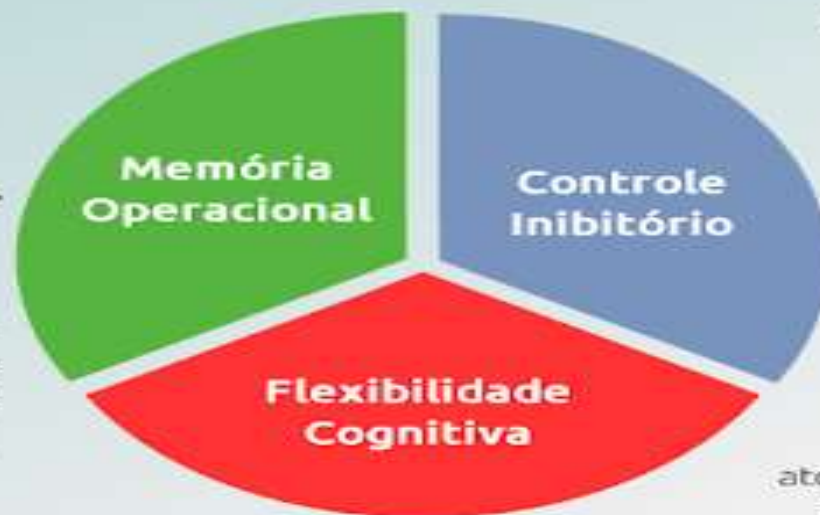 Memória
Operacional
Controle
Inibitório
Flexibilidade
Cognitiva